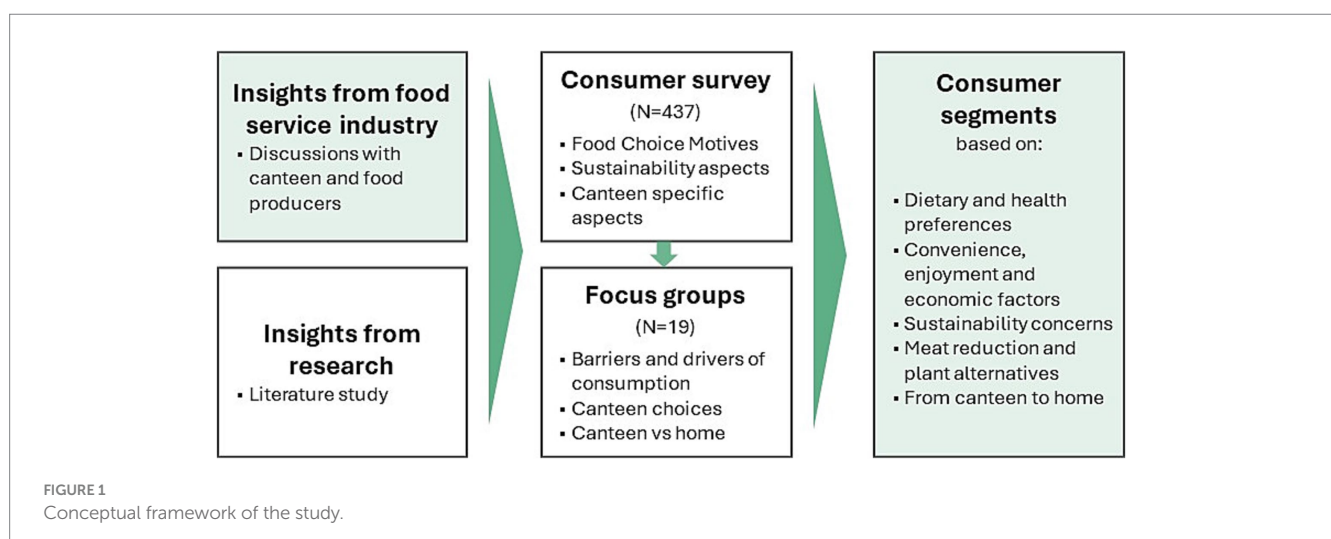 Insights from food
service industry
▪ Discussions with
canteen and food
producers
Insights from
research
▪ Literature study
Consumer survey
(N=437)
▪ Food Choice Motives
▪ Sustainability aspects
▪ Canteen specific
aspects
Focus groups
(N=19)
▪ Barriers and drivers of
consumption
▪ Canteen choices
▪ Canteen vs home
Consumer
segments
based on:
▪ Dietary and health
preferences
▪ Convenience,
enjoyment and
economic factors
▪ Sustainability concerns
▪ Meat reduction and
plant alternatives
▪ From canteen to home
FIGURE 1
Conceptual framework of the study.